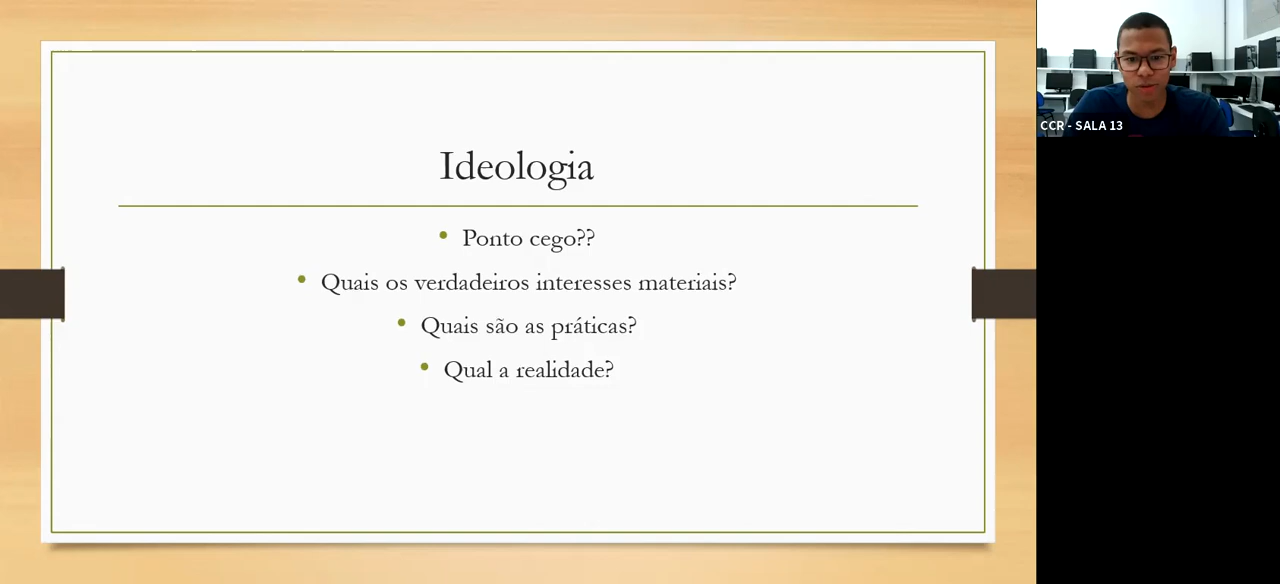 Ideologia
• Ponto cego??
• Quais os verdadeiros interesses materiais?
• Quais são as práticas?
• Qual a realidade?
CCR - SALA 13